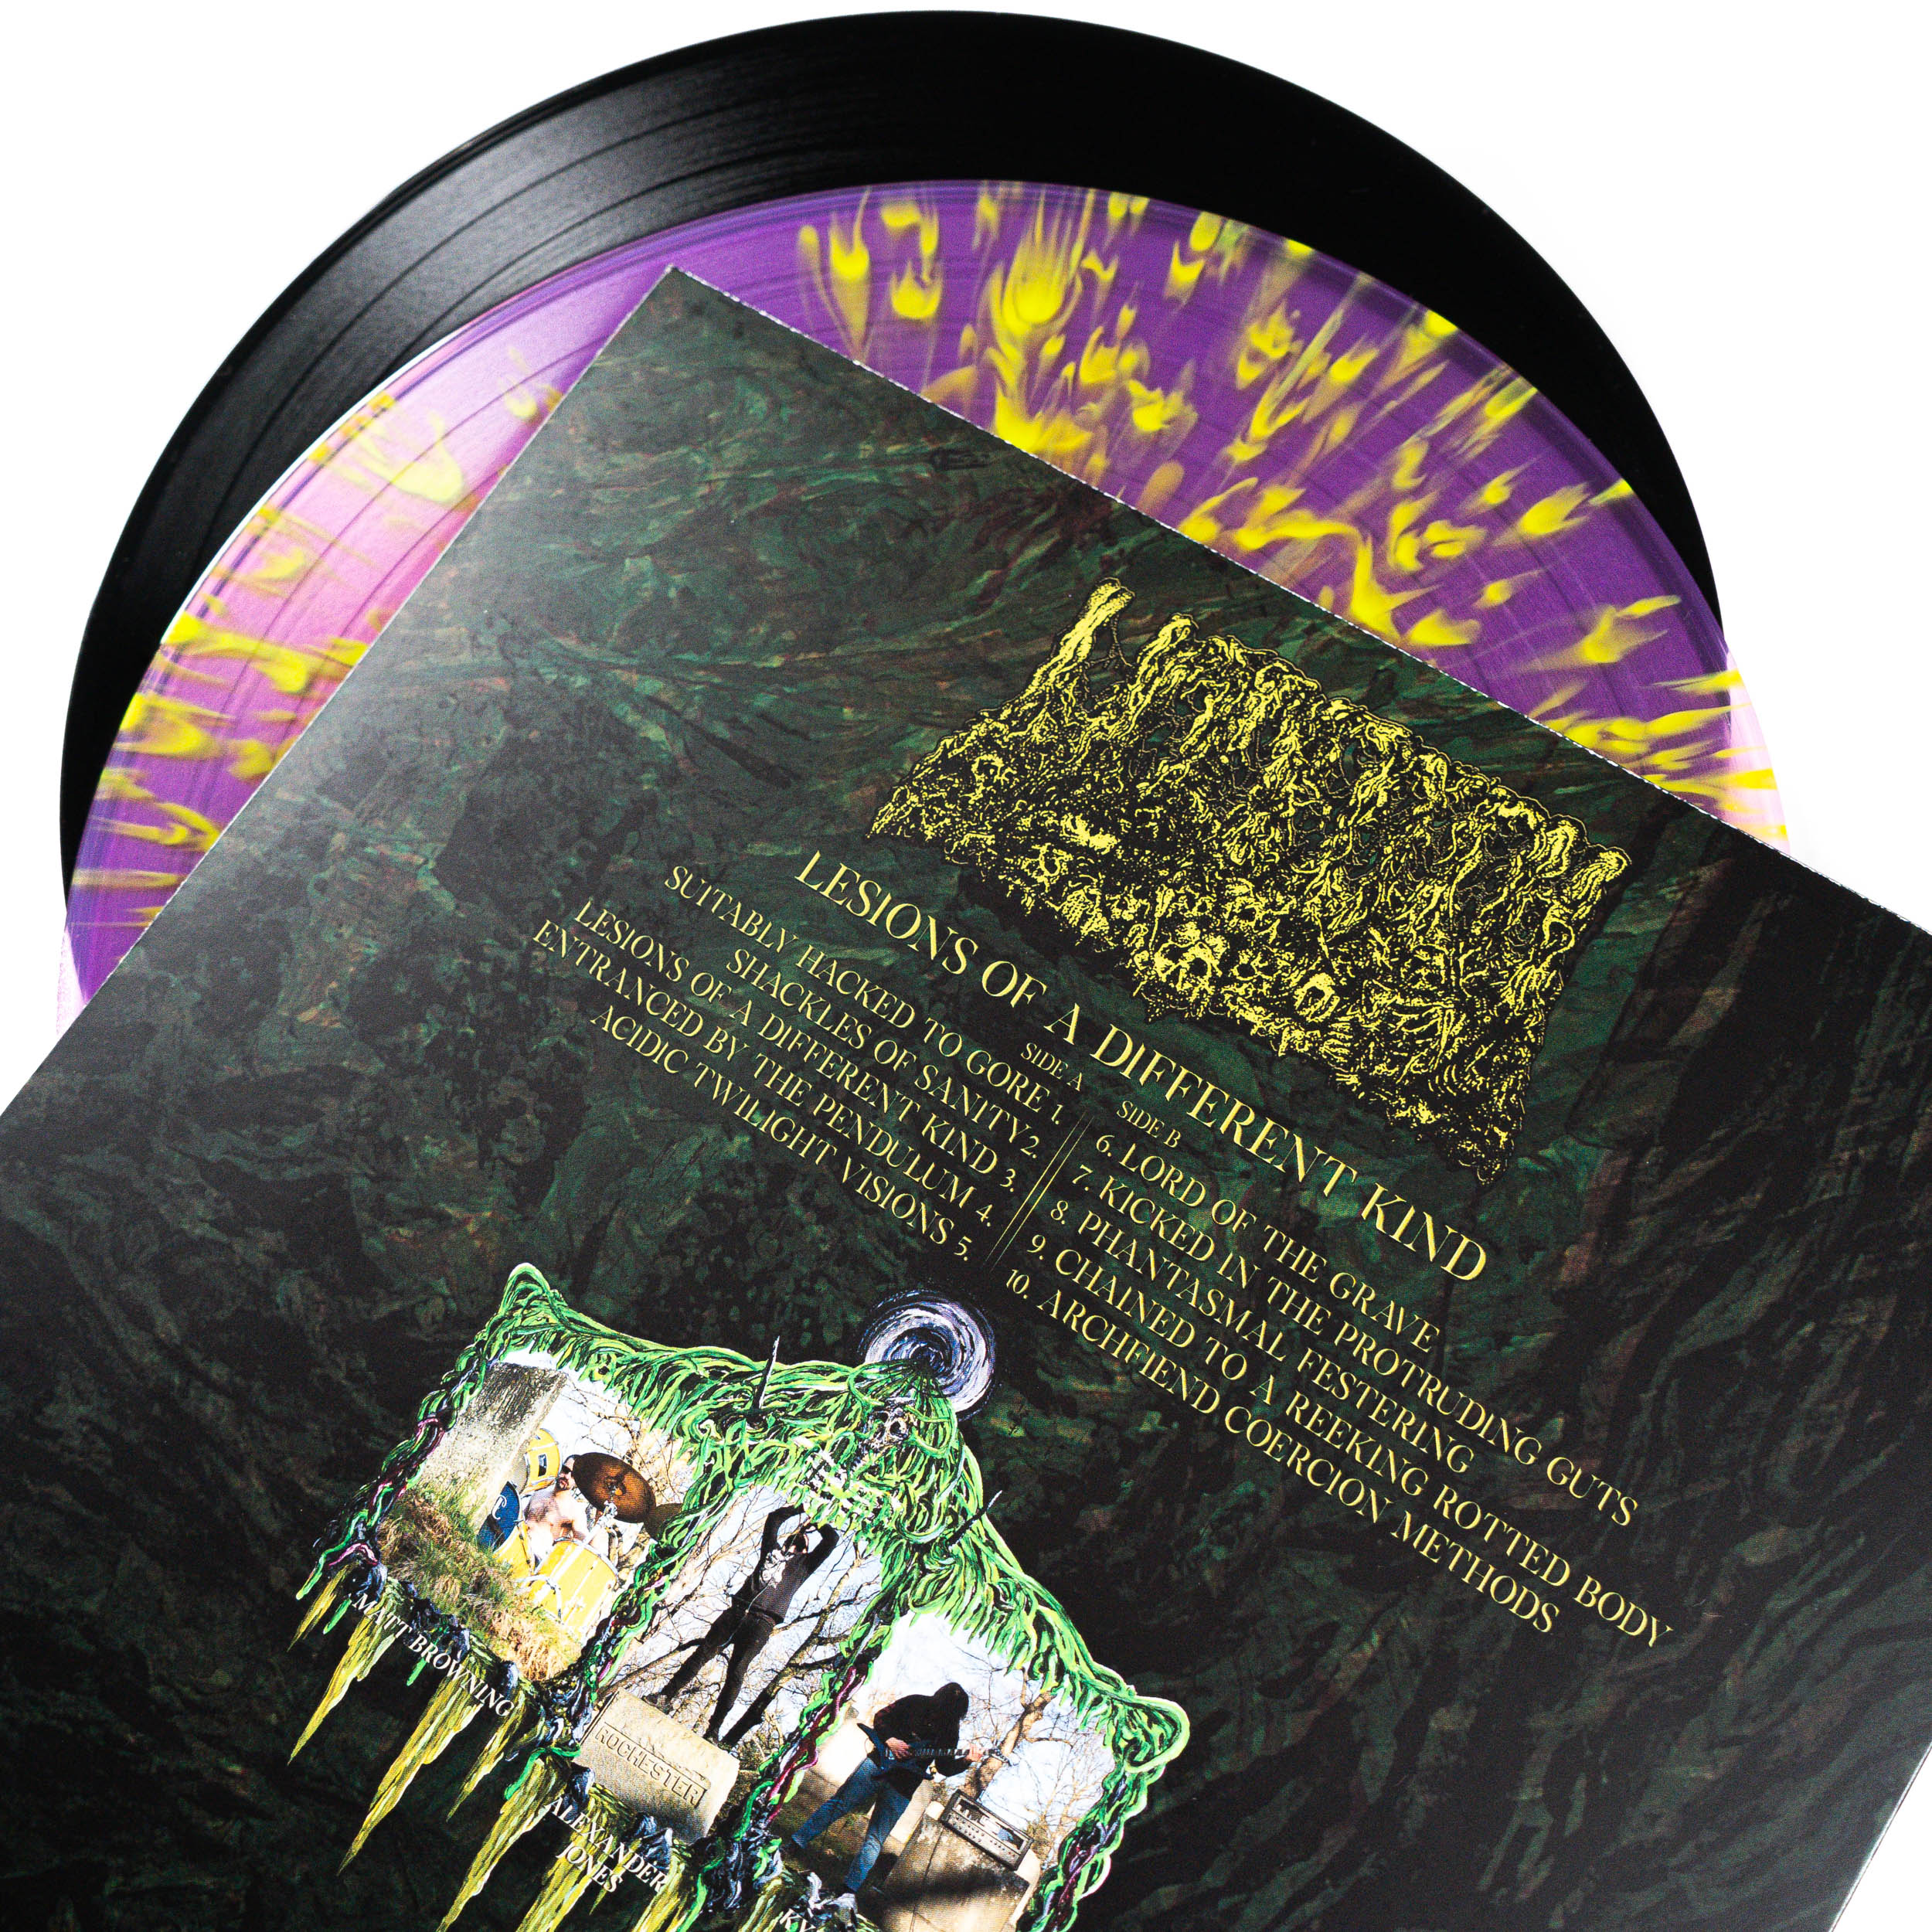 LESIONS OF A DIFFERENT KIND
SIDE A
SUITABLY HACKED TO GORE 1.
SHACKLES OF SANITY 2.
LESIONS OF A DIFFERENT KIND 3.
ENTRANCED BY THE PENDULUM 4.
ACIDIC TWILIGHT VISIONS 5.
SIDE B
6. LORD OF THE GRAVE
7. KICKED IN THE PROTRUDING GUTS
8. PHANTASMAL FESTERING
9. CHAINED TO A REEKING ROTTED BODY
10. ARCHFIEND COERCION METHODS
MATT BROWNING
ROCHESTER
ALEXANDER
JONES